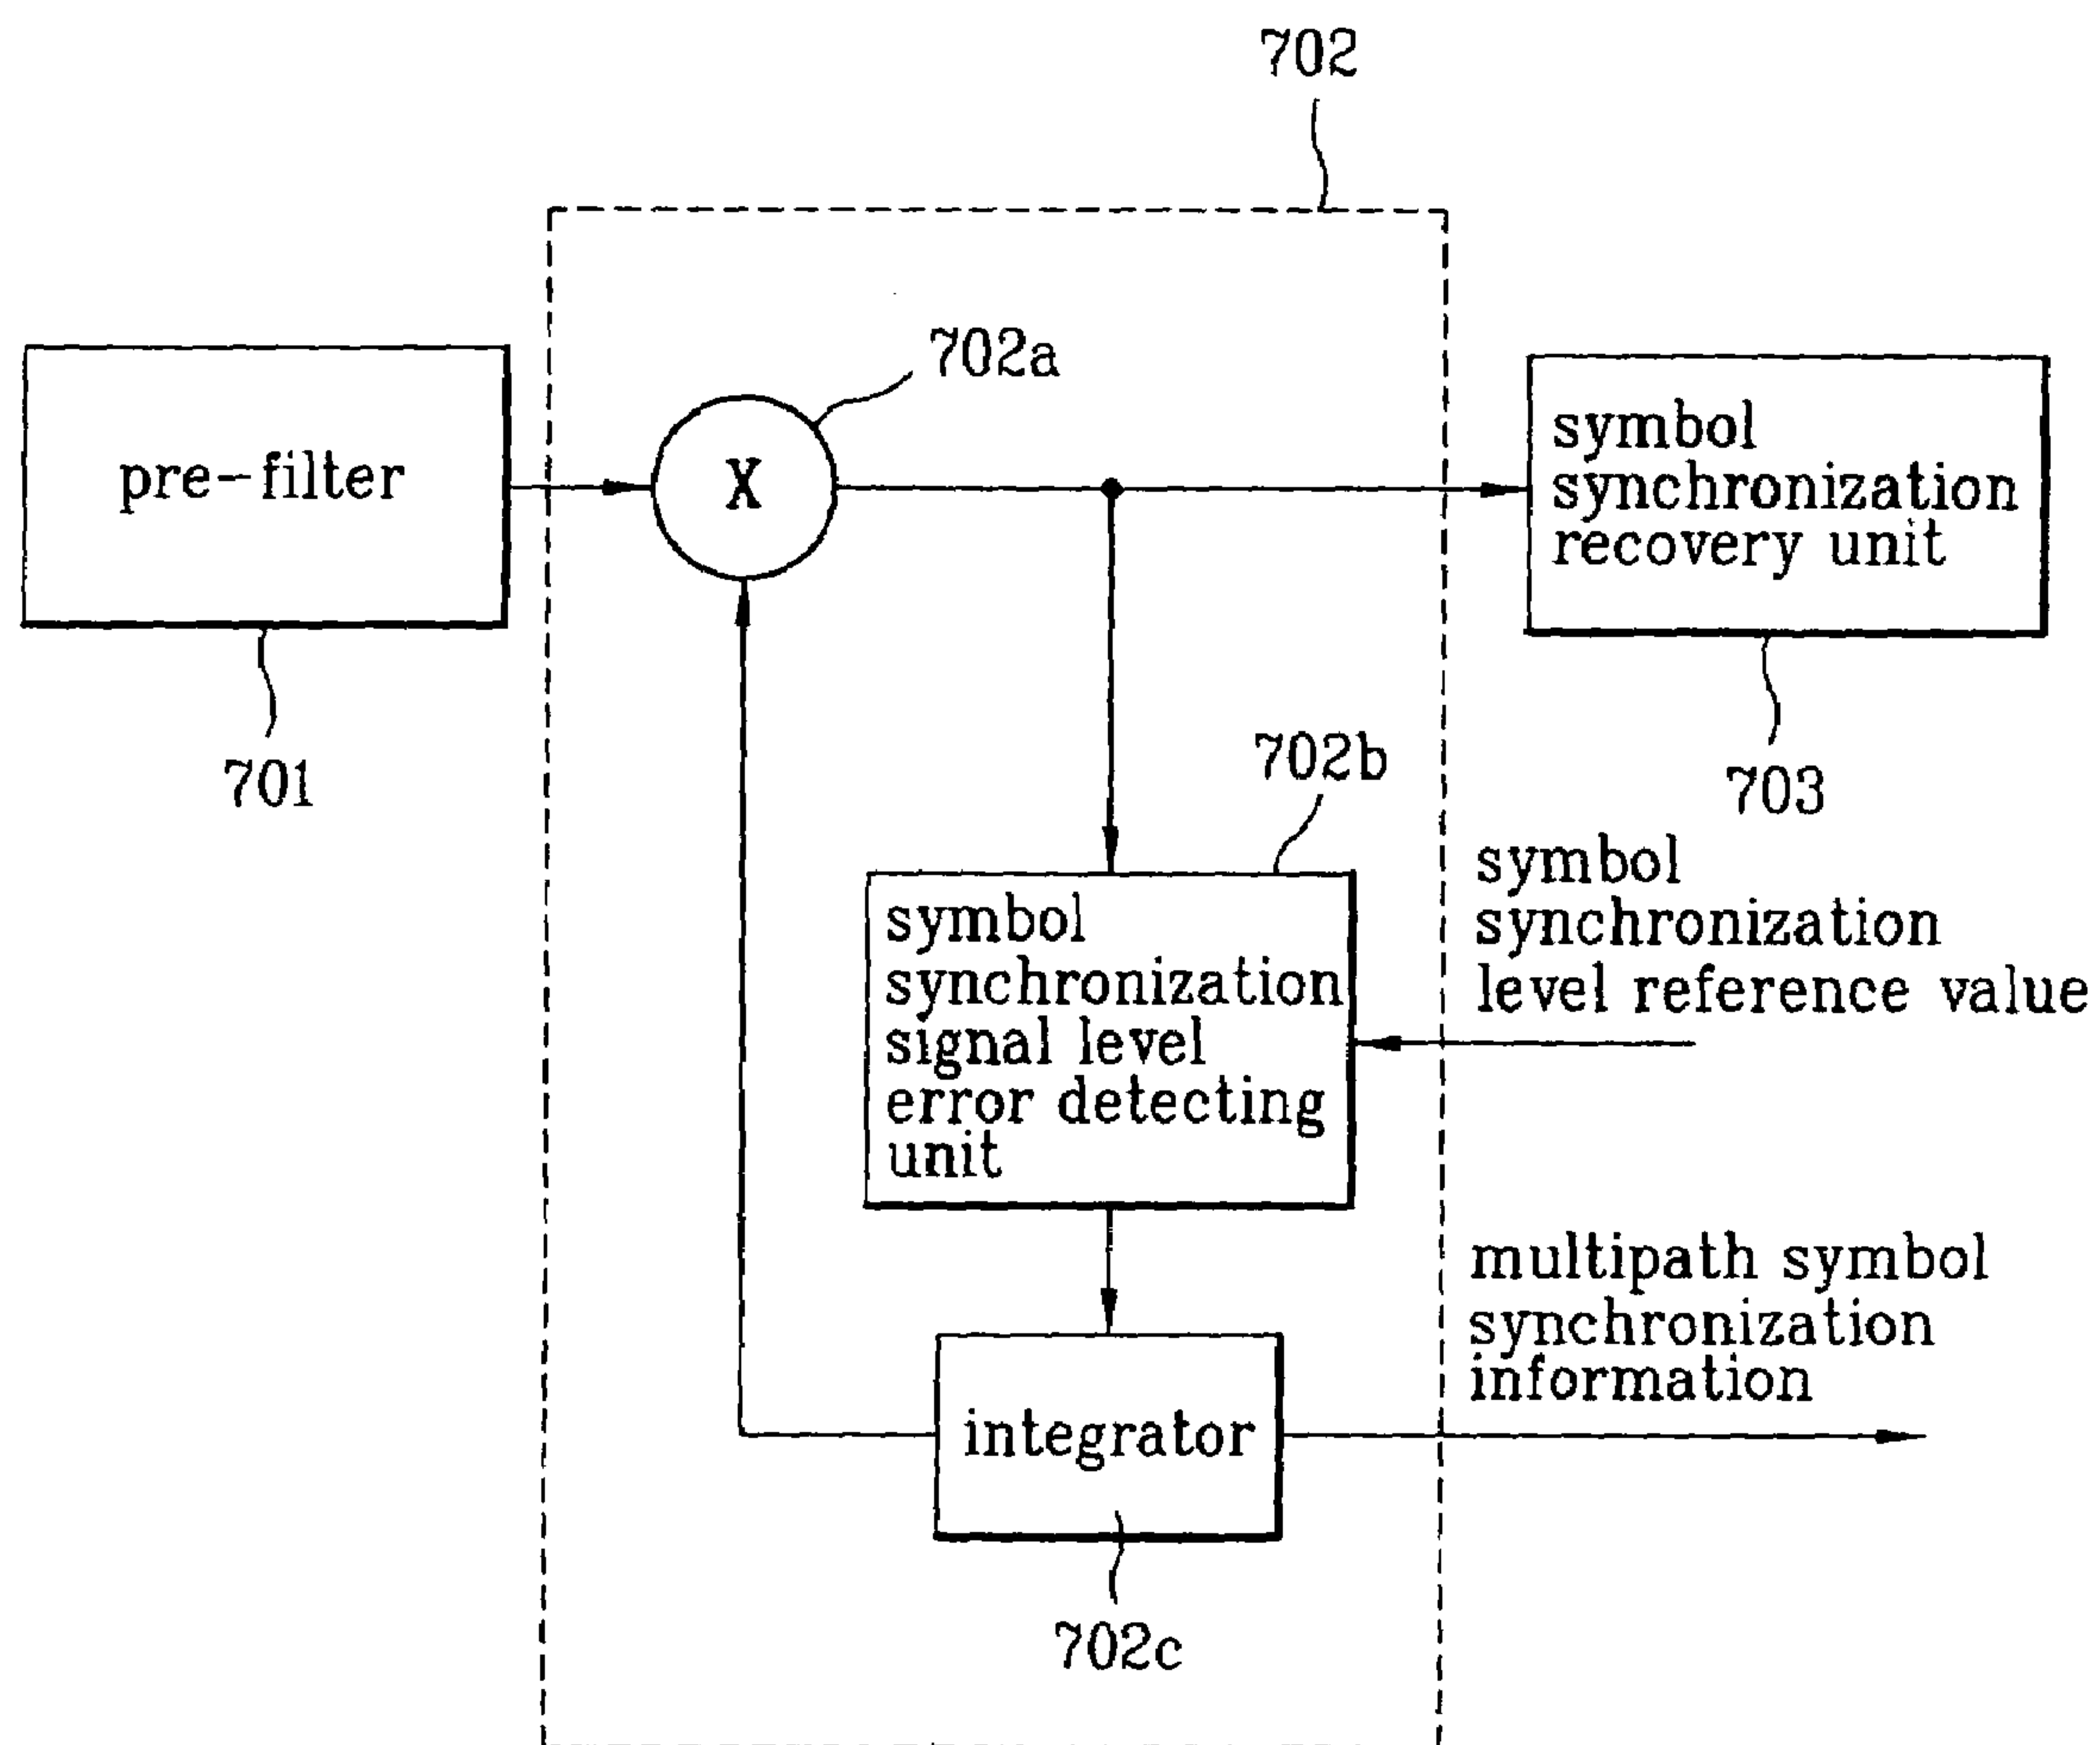 702
702a
pre-filter
X
symbol
synchronization
recovery unit
701
702b
703
symbol
synchronization
level reference value
symbol
synchronization
signal level
error detecting
unit
multipath symbol
synchronization
information
integrator
702c